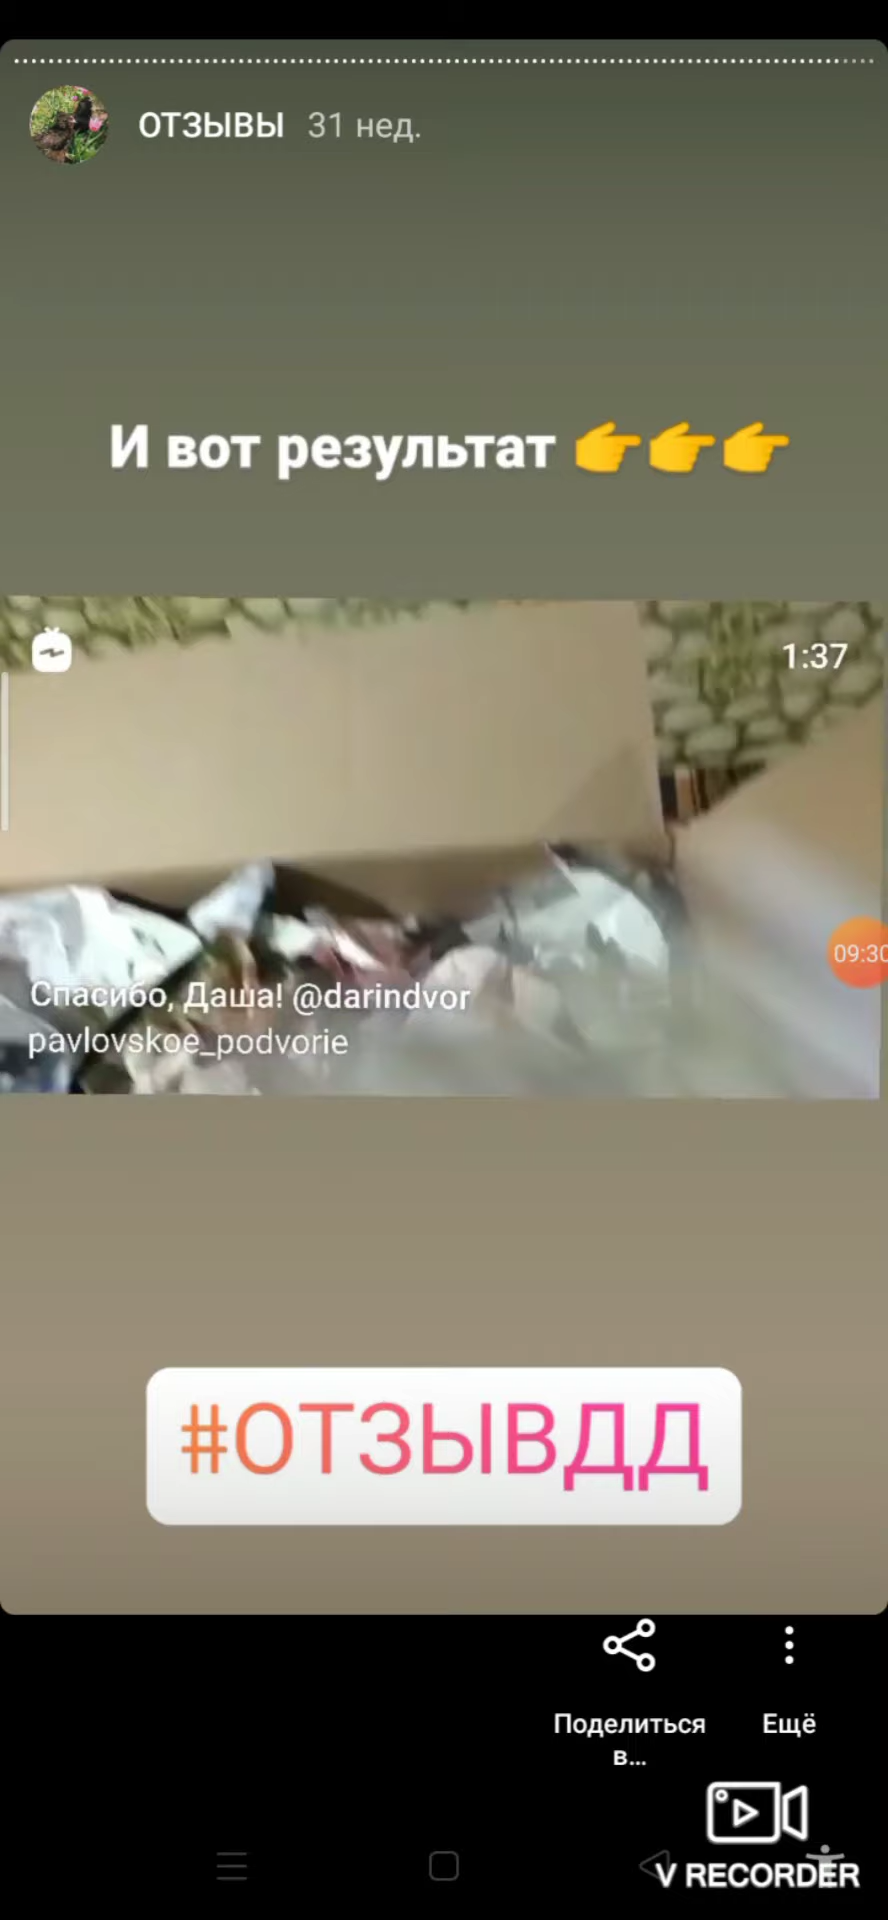 ОТЗЫВЫ 31 нед.
И вот результат 👉👉👉
1:37
Спасибо, Даша! @darindvor
pavlovskoe_podvorie
09:30
#ОТЗЫВДД
Поделиться в...
Ещё
V RECORDER